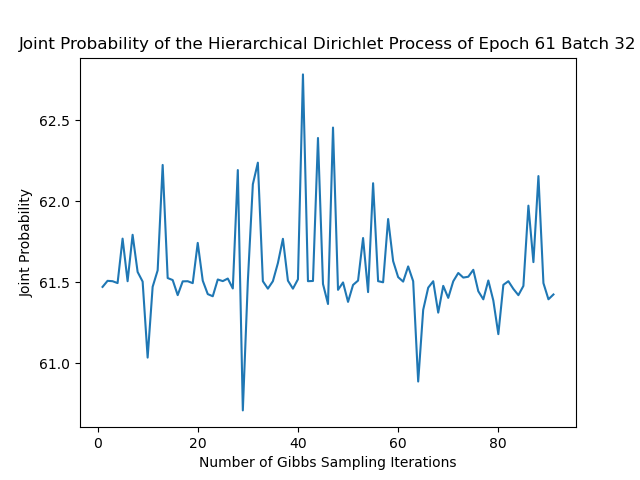 Joint Probability of the Hierarchical Dirichlet Process of Epoch 61 Batch 32
62.5
62.0
61.5
61.0
Joint Probability
0 20 40 60 80
Number of Gibbs Sampling Iterations